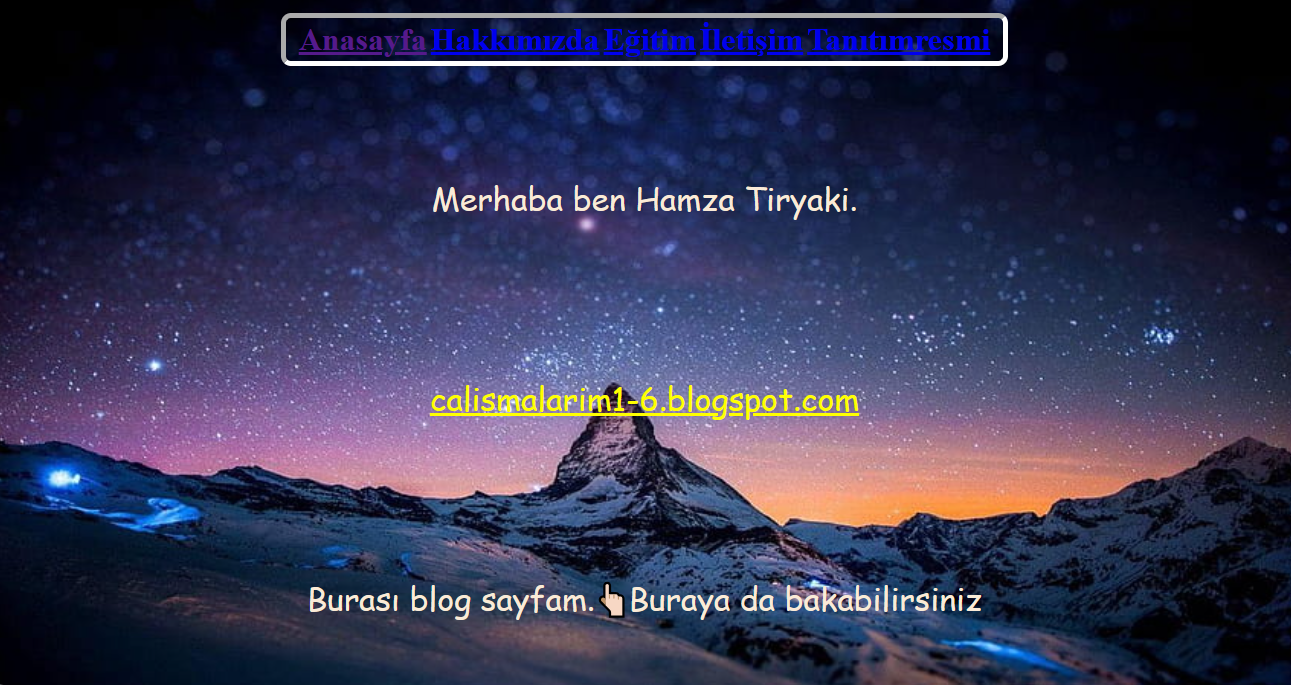 Anasayfa Hakkımızda Eğitim İletişim Tanıtımresmi
Merhaba ben Hamza Tiryaki.
calismalarim1-6.blogspot.com
Burası blog sayfam.👆Buraya da bakabilirsiniz